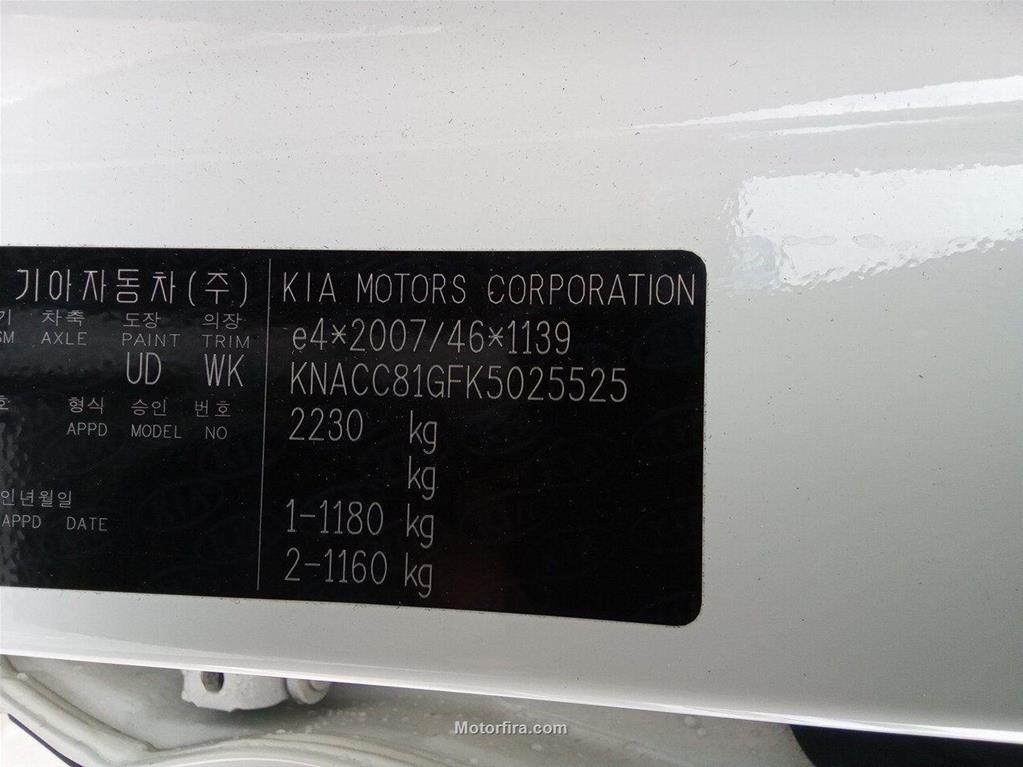 기아자동차(주)
KIA MOTORS CORPORATION
차축 도장 의장
AXLE PAINT TRIM
UD WK
e4*2007/46*1139
KNACC81GFK5025525
형식 승인 번호
APPD MODEL NO
2230 kg
kg
인년월일
APPD DATE
1-1180 kg
2-1160 kg
Motorfira.com